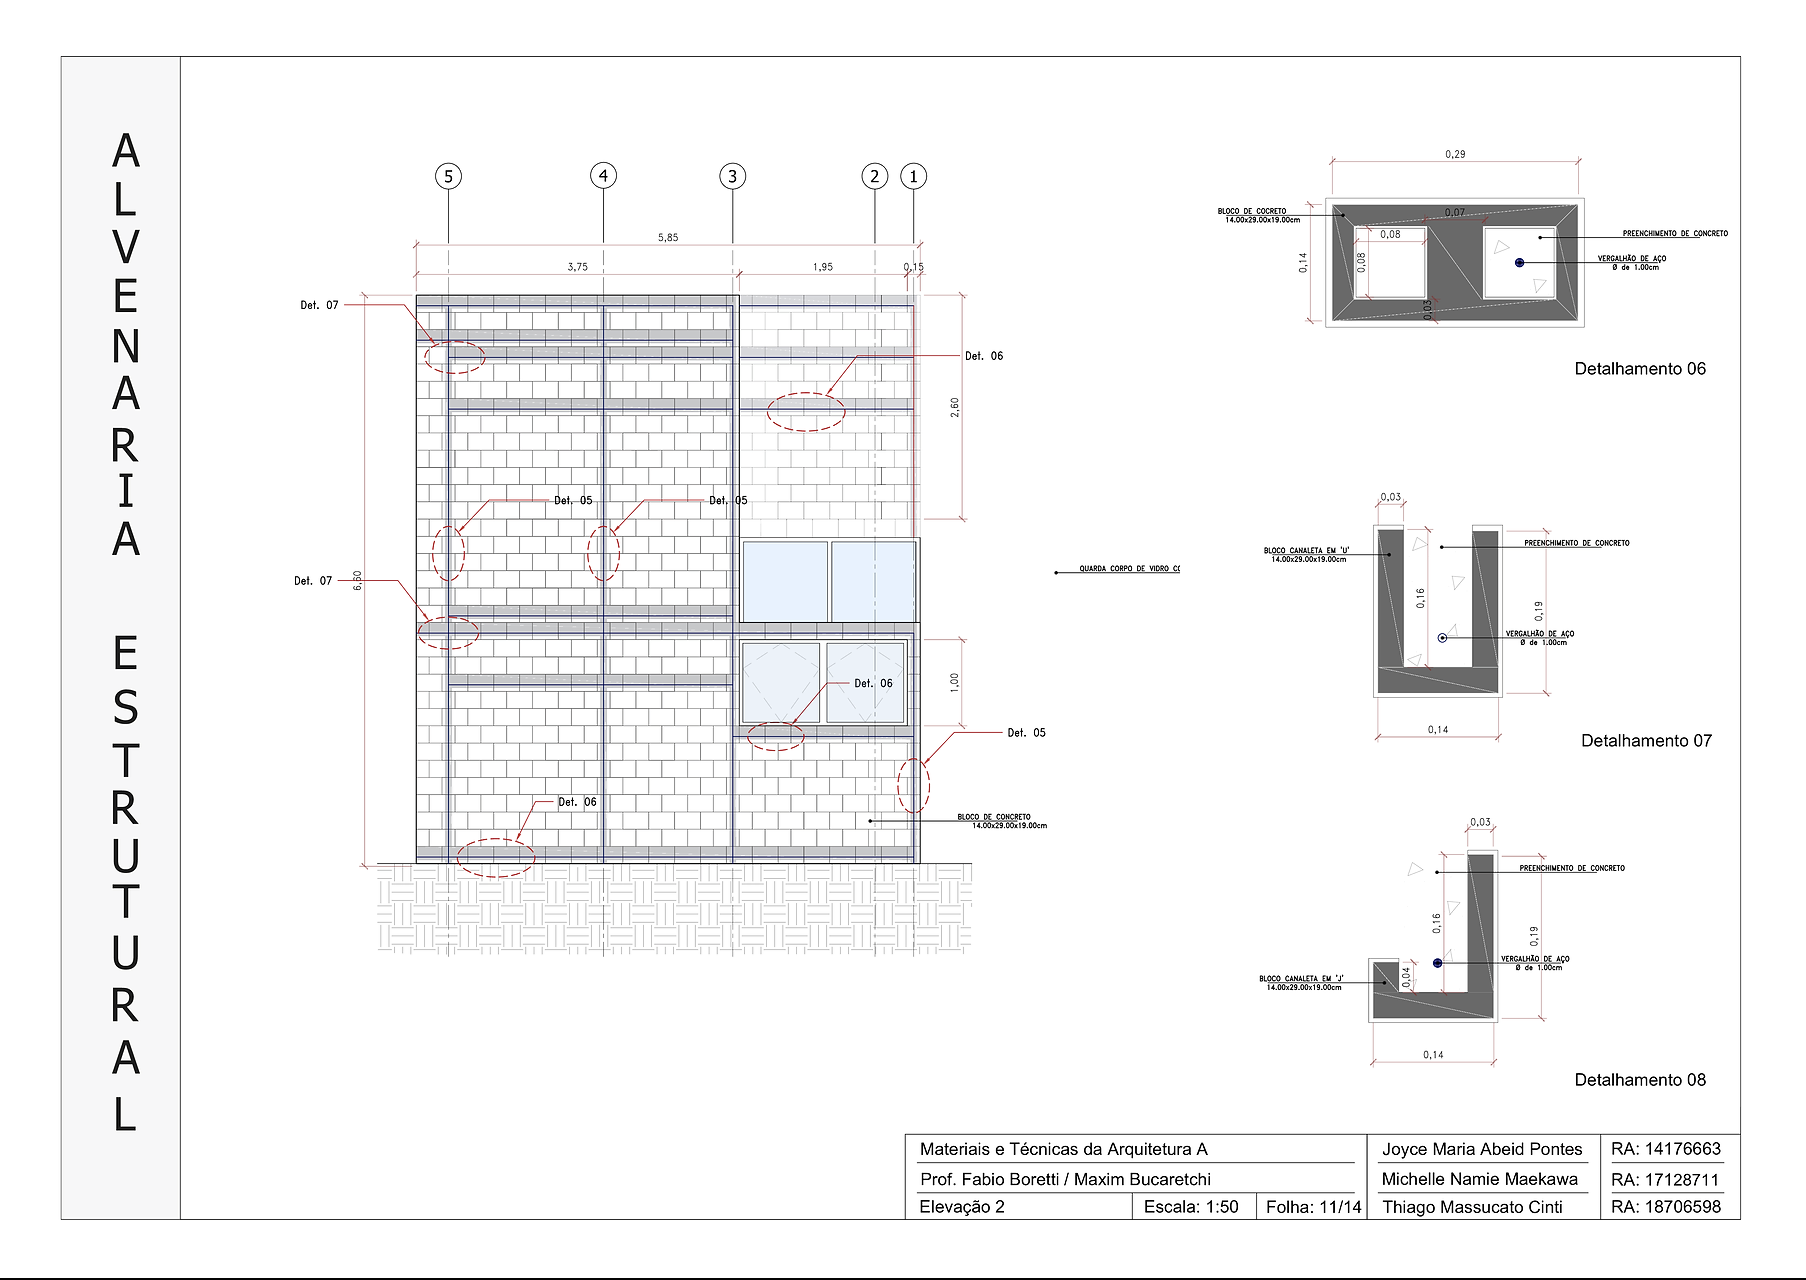 ALVENARIA ESTRUTURAL
5
4
3
2
1
5,85
3,75
1,95
0,15
Det. 07
Det. 06
2,60
Det. 05
Det. 05
Det. 07
6,60
QUARDA CORPO DE VIDRO CO
1,00
Det. 06
Det. 05
Det. 06
BLOCO DE CONCRETO
14.00x29.00x19.00cm
0,29
BLOCO DE COCRETO
14.00x29.00x19.00cm
0,07
0,08
0,08
0,14
0,03
PREENCHIMENTO DE CONCRETO
VERGALHÃO DE AÇO
Ø de 1.00cm
Detalhamento 06
0,03
BLOCO CANALETA EM 'U'
14.00x29.00x19.00cm
PREENCHIMENTO DE CONCRETO
0,16
0,19
VERGALHÃO DE AÇO
Ø de 1.00cm
0,14
Detalhamento 07
0,03
PREENCHIMENTO DE CONCRETO
0,16
0,19
VERGALHÃO DE AÇO
Ø de 1.00cm
BLOCO CANALETA EM 'J'
14.00x29.00x19.00cm
0,04
0,14
Detalhamento 08
Materiais e Técnicas da Arquitetura A
Prof. Fabio Boretti / Maxim Bucaretchi
Elevação 2
Escala: 1:50
Folha: 11/14
Joyce Maria Abeid Pontes
RA: 14176663
Michelle Namie Maekawa
RA: 17128711
Thiago Massucato Cinti
RA: 18706598